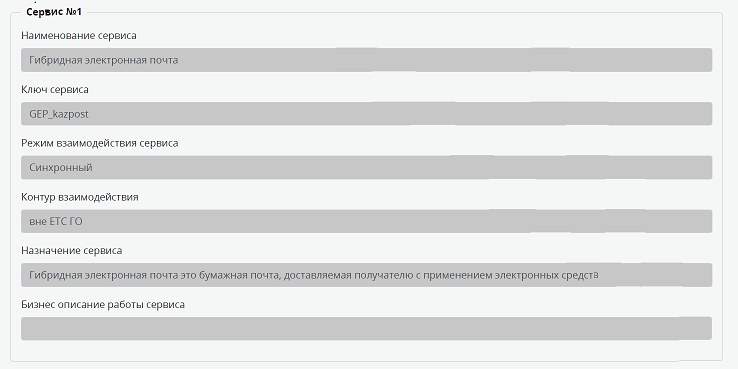 Сервис №1
Наименование сервиса
Гибридная электронная почта
Ключ сервиса
GEP_kazpost
Режим взаимодействия сервиса
Синхронный
Контур взаимодействия
вне ЕТС ГО
Назначение сервиса
Гибридная электронная почта это бумажная почта, доставляемая получателю с применением электронных средств
Бизнес описание работы сервиса